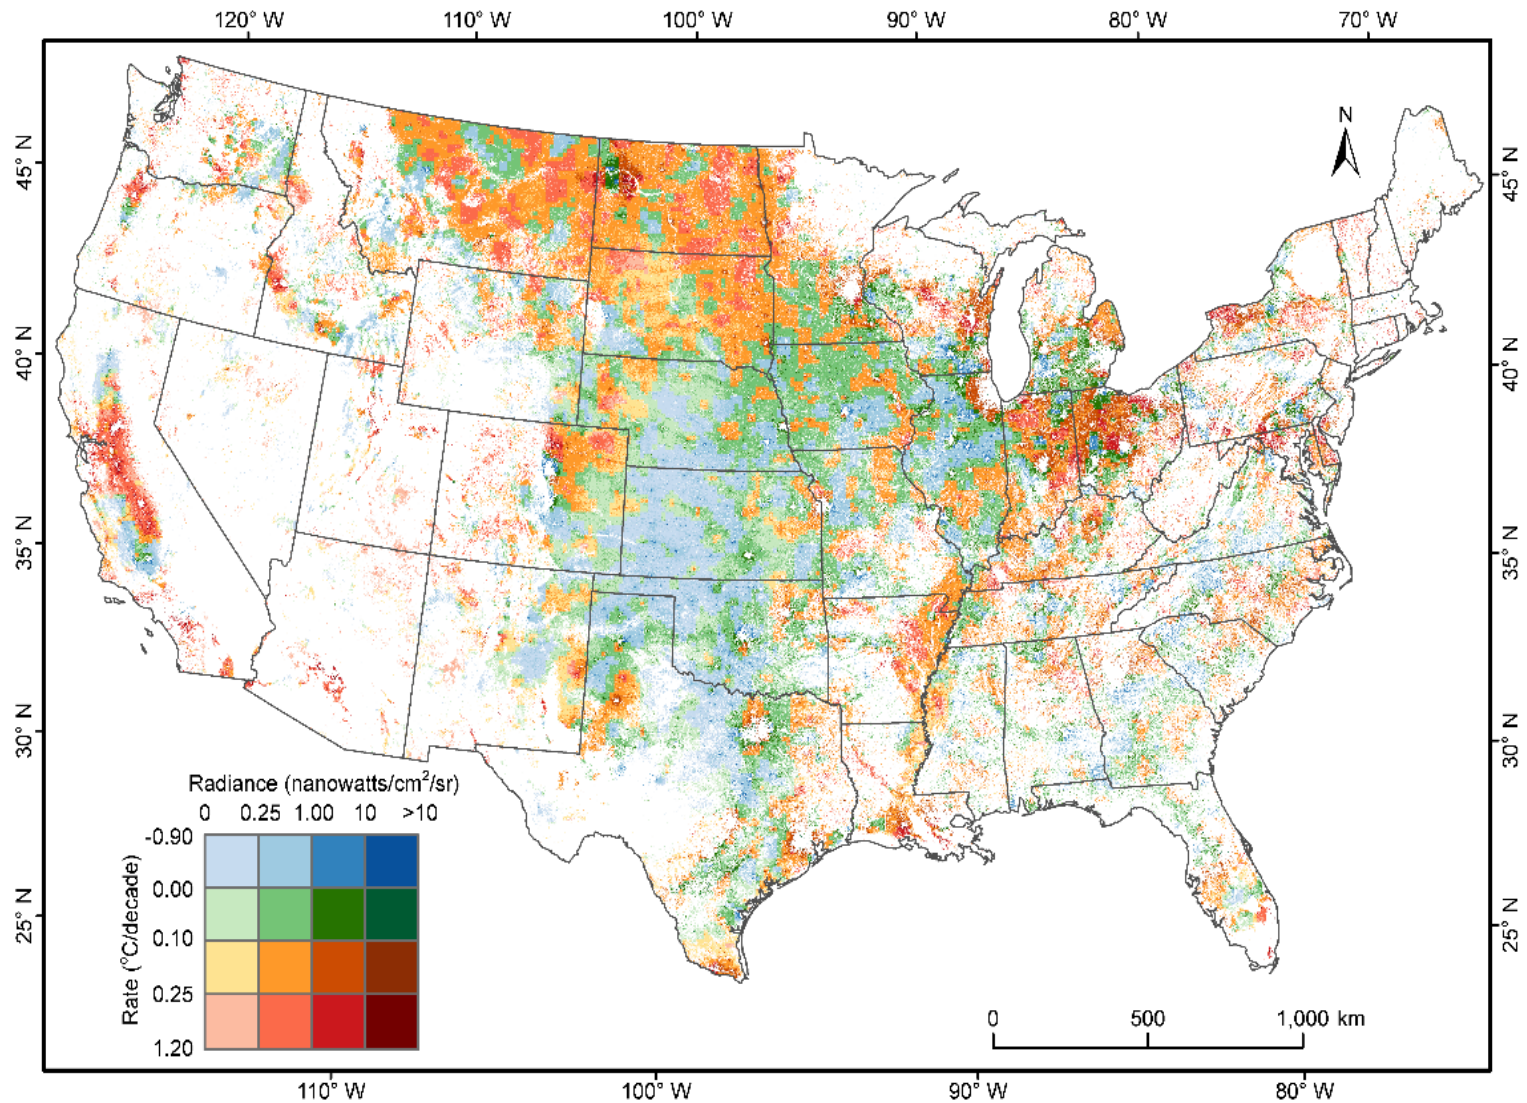 120° W 110° W 100° W 90° W 80° W 70° W
N
45° N
45° N
40° N
40° N
35° N
35° N
30° N
30° N
25° N
25° N
Radiance (nanowatts/cm²/sr)
0 0.25 1.00 10 >10
-0.90
0.00
0.10
0.25
1.20
Rate (°C/decade)
0 500 1,000 km
110° W 100° W 90° W 80° W